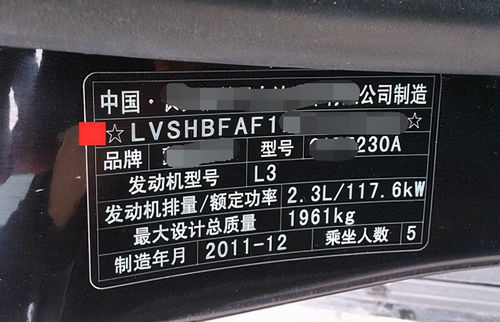 中国· 公司制造
☆LVSHBFAF1 ☆
品牌 型号 230A
发动机型号 L3
发动机排量/额定功率 2.3L/117.6kW
最大设计总质量 1961kg
制造年月 2011-12 乘坐人数 5